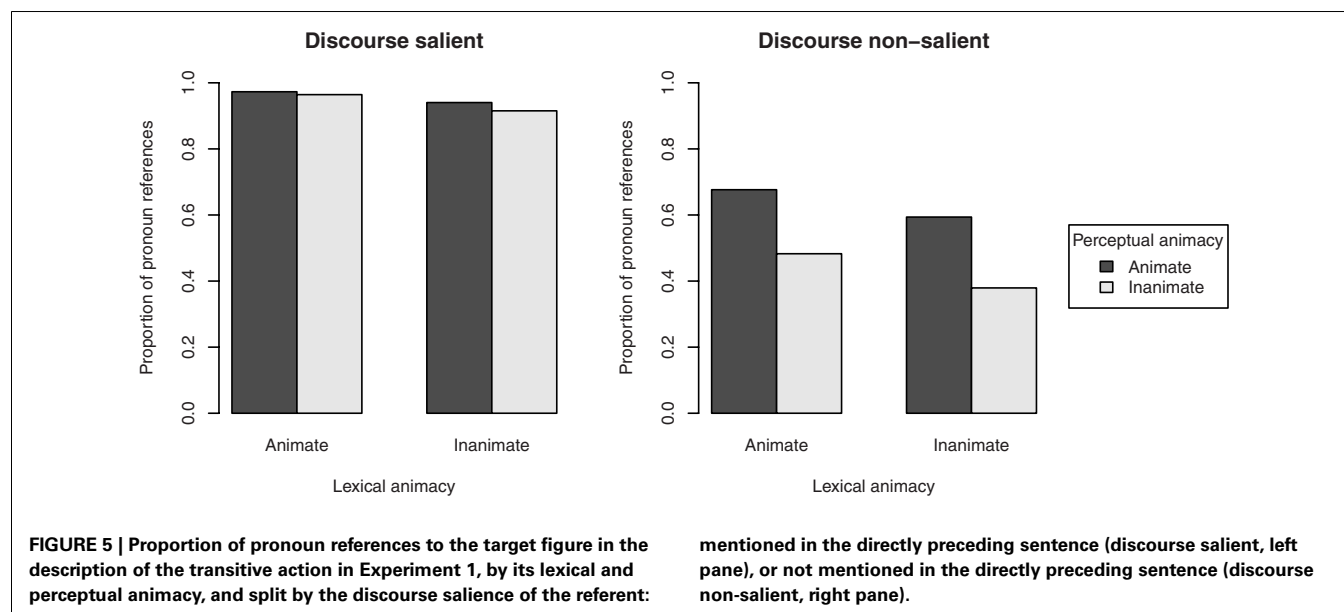 Discourse salient
Proportion of pronoun references
0.0 0.2 0.4 0.6 0.8 1.0
Animate Inanimate
Lexical animacy
Discourse non–salient
Proportion of pronoun references
0.0 0.2 0.4 0.6 0.8 1.0
Animate Inanimate
Lexical animacy
Perceptual animacy
Animate
Inanimate
FIGURE 5 | Proportion of pronoun references to the target figure in the
description of the transitive action in Experiment 1, by its lexical and
perceptual animacy, and split by the discourse salience of the referent:
mentioned in the directly preceding sentence (discourse salient, left
pane), or not mentioned in the directly preceding sentence (discourse
non-salient, right pane).